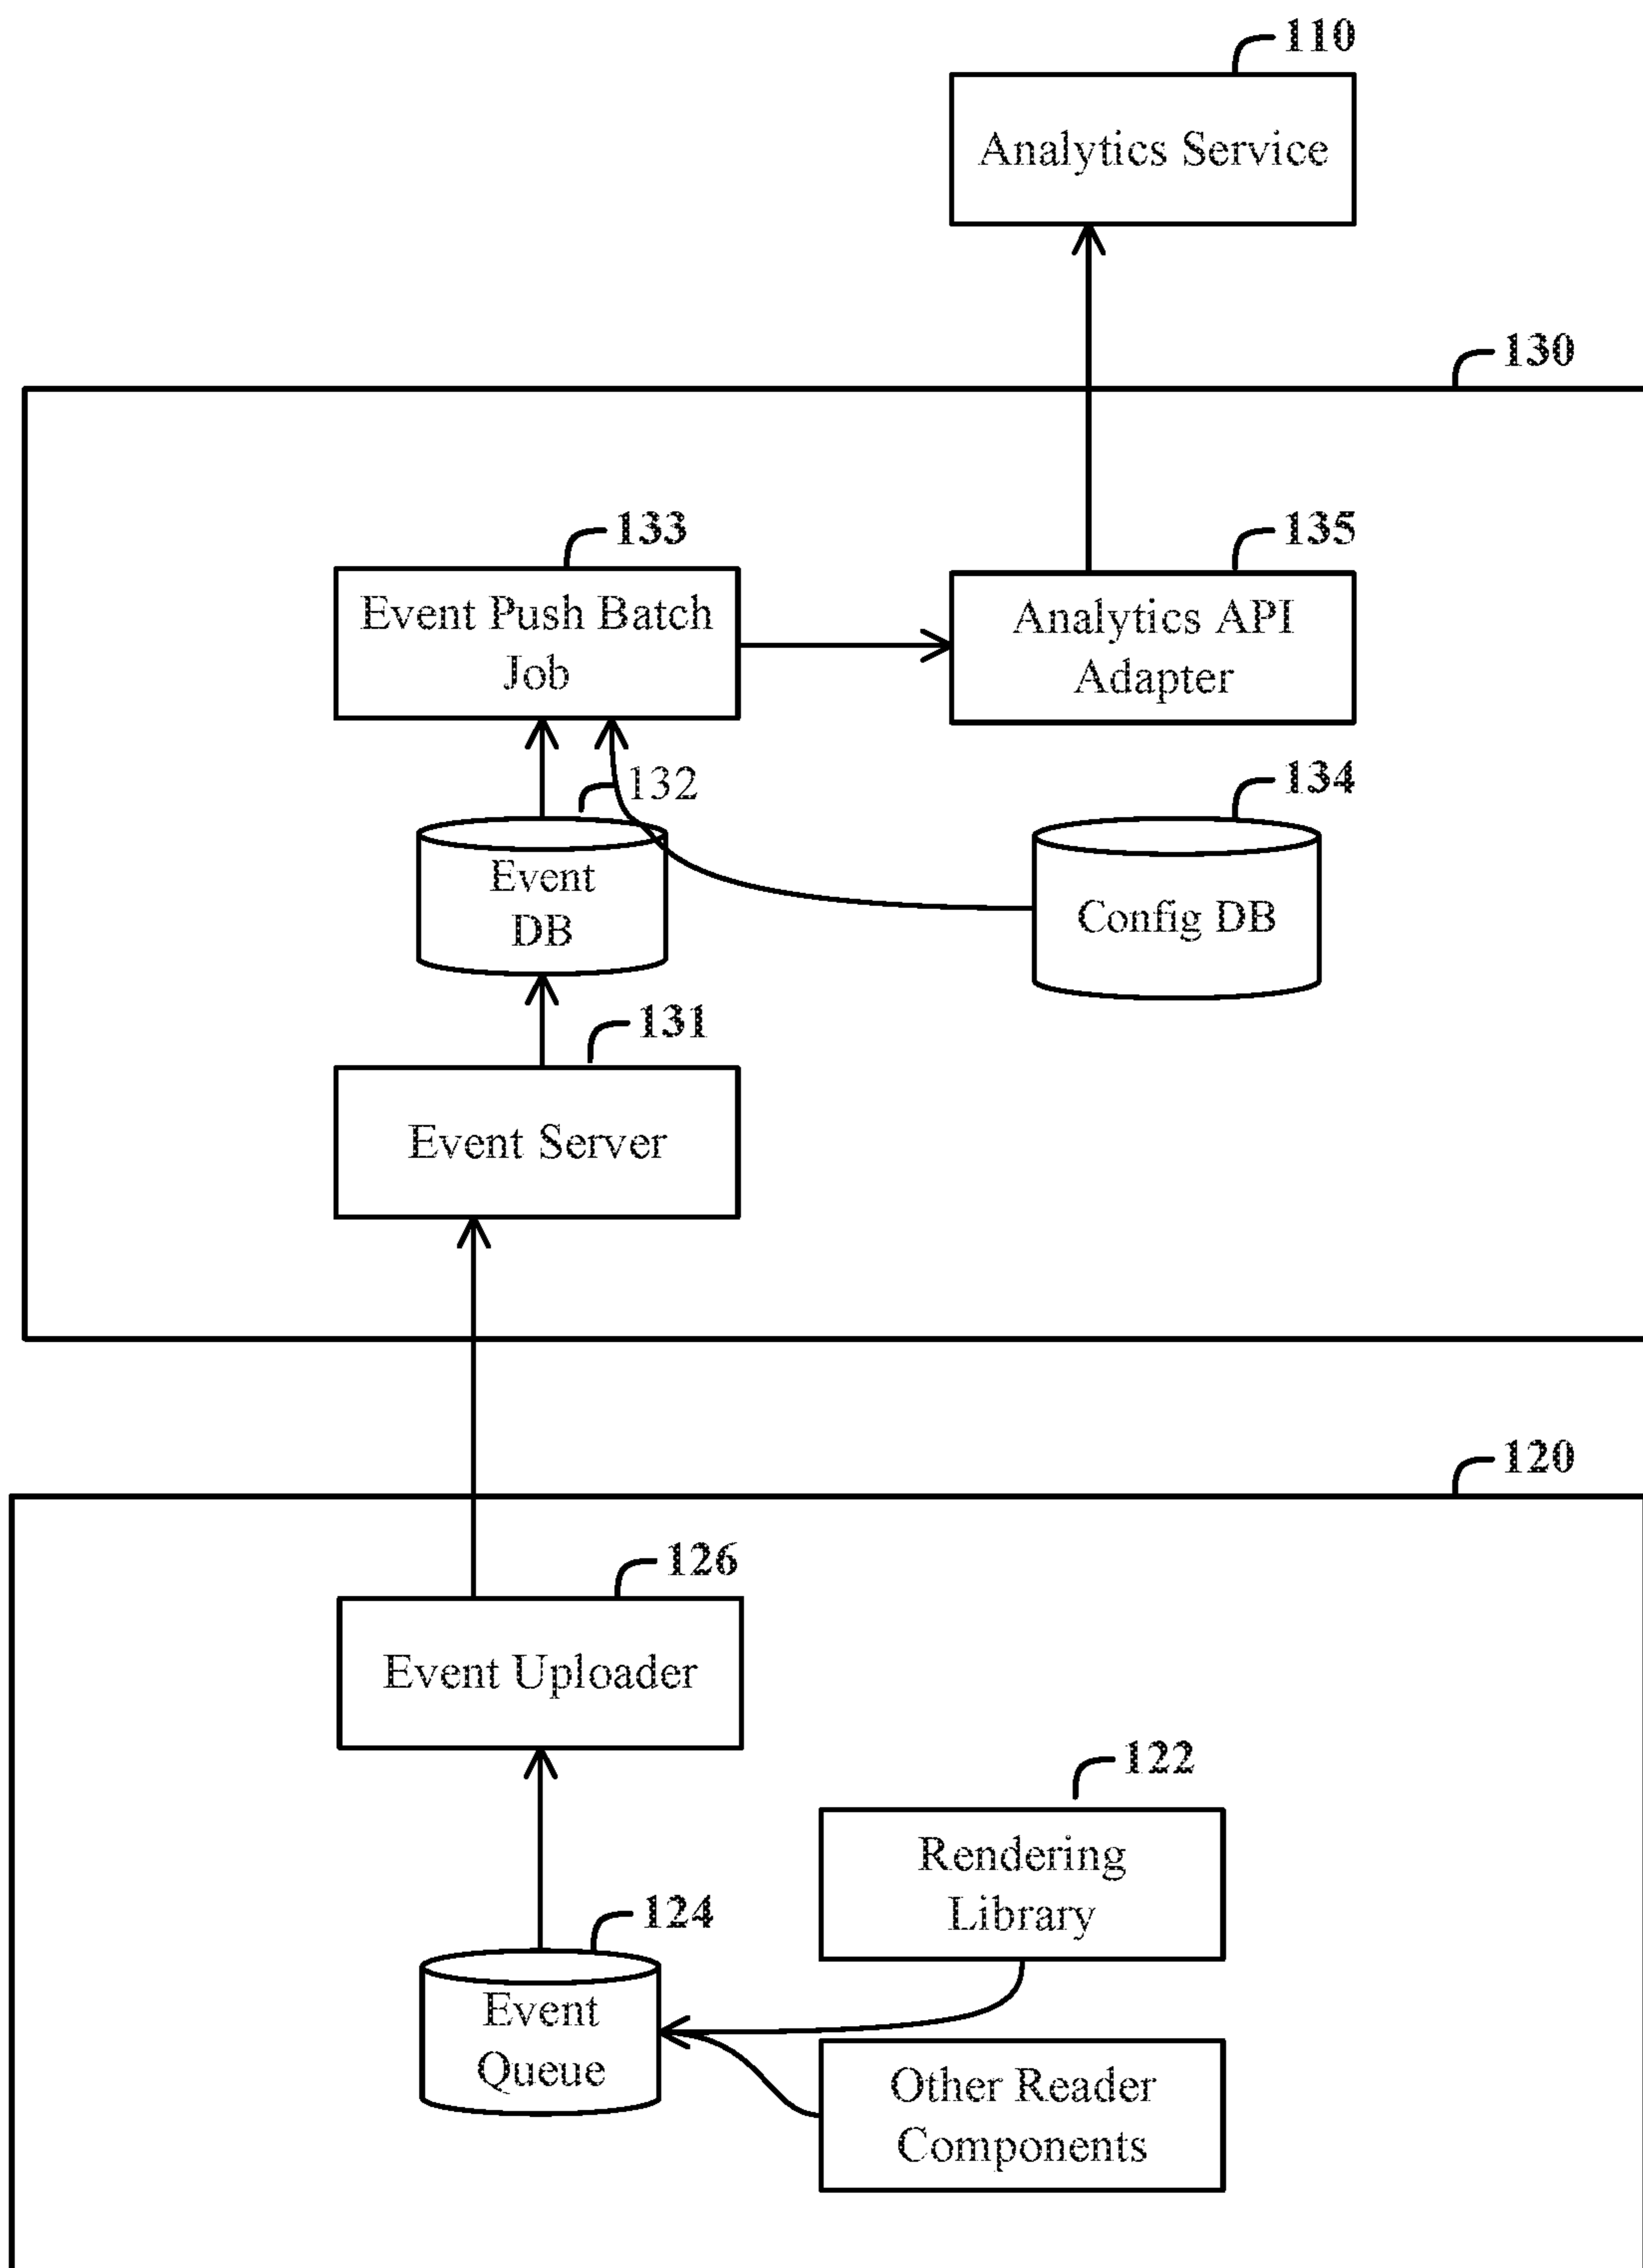 110
Analytics Service
130
133
135
Event Push Batch
Job
Analytics API
Adapter
132
134
Event
DB
Config DB
131
Event Server
120
126
Event Uploader
122
Rendering
Library
124
Event
Queue
Other Reader
Components